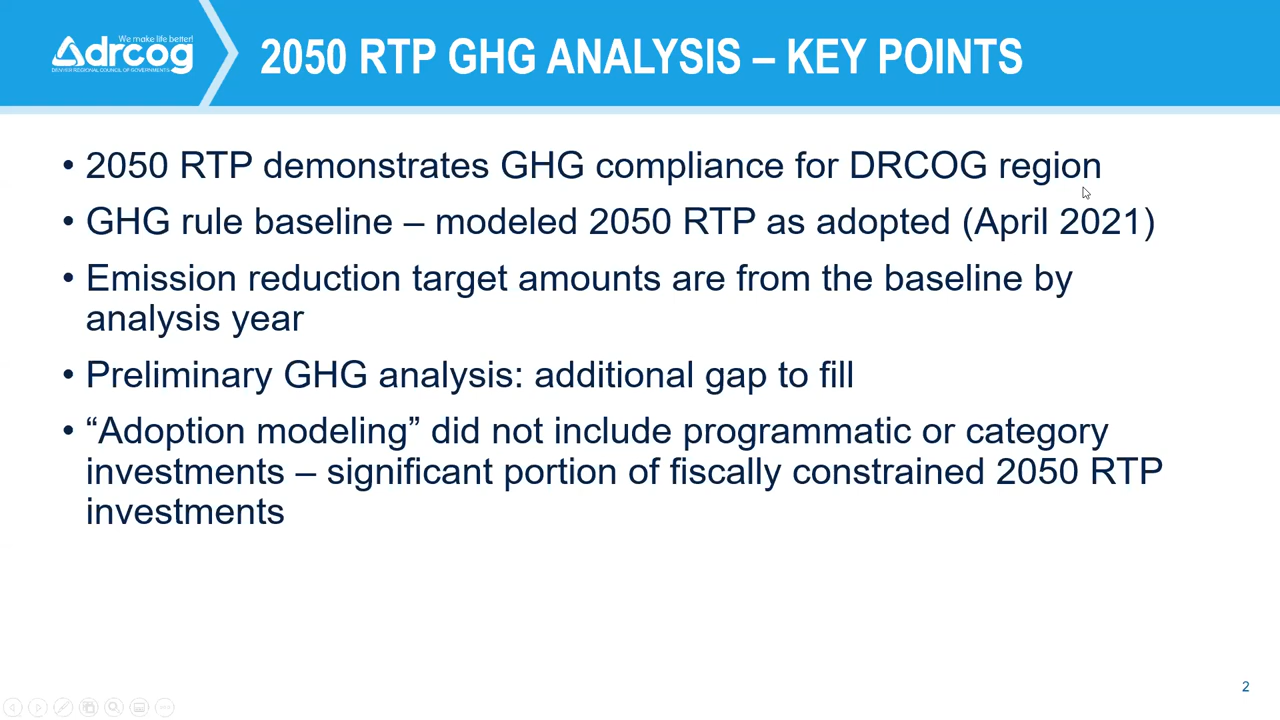 We make life better!
drcog
DENVER REGIONAL COUNCIL OF GOVERNMENTS
2050 RTP GHG ANALYSIS – KEY POINTS
• 2050 RTP demonstrates GHG compliance for DRCOG region
• GHG rule baseline – modeled 2050 RTP as adopted (April 2021)
• Emission reduction target amounts are from the baseline by
analysis year
• Preliminary GHG analysis: additional gap to fill
• “Adoption modeling” did not include programmatic or category
investments – significant portion of fiscally constrained 2050 RTP
investments
2